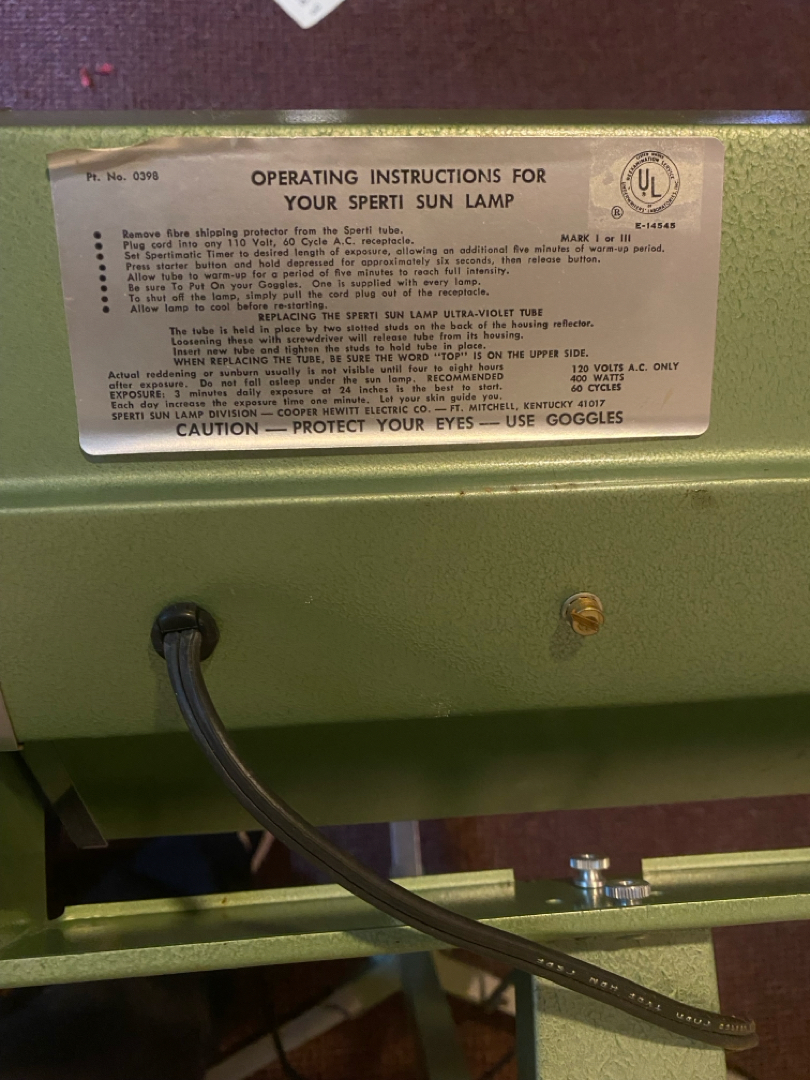 Pt. No. 0398
OPERATING INSTRUCTIONS FOR
YOUR SPERTI SUN LAMP
UL
®
E-14545
MARK I or III
● Remove fibre shipping protector from the Sperti tube.
● Plug cord into any 110 Volt, 60 Cycle A.C. receptacle.
● Set Spertimatic Timer to desired length of exposure, allowing an additional five minutes of warm-up period.
● Press starter button and hold depressed for approximately six seconds, then release button.
● Allow tube to warm-up for a period of five minutes to reach full intensity.
● Be sure To Put On your Goggles. One is supplied with every lamp.
● To shut off the lamp, simply pull the cord plug out of the receptacle.
● Allow lamp to cool before re-starting.
REPLACING THE SPERTI SUN LAMP ULTRA-VIOLET TUBE
The tube is held in place by two slotted studs on the back of the housing reflector.
Loosening these with screwdriver will release tube from its housing.
Insert new tube and tighten the studs to hold tube in place.
WHEN REPLACING THE TUBE, BE SURE THE WORD "TOP" IS ON THE UPPER SIDE.
Actual reddening or sunburn usually is not visible until four to eight hours
after exposure. Do not fall asleep under the sun lamp. RECOMMENDED
EXPOSURE: 3 minutes daily exposure at 24 inches is the best to start.
Each day increase the exposure time one minute. Let your skin guide you.
120 VOLTS A.C. ONLY
400 WATTS
60 CYCLES
SPERTI SUN LAMP DIVISION — COOPER HEWITT ELECTRIC CO. — FT. MITCHELL, KENTUCKY 41017
CAUTION — PROTECT YOUR EYES — USE GOGGLES
TYPE HPN